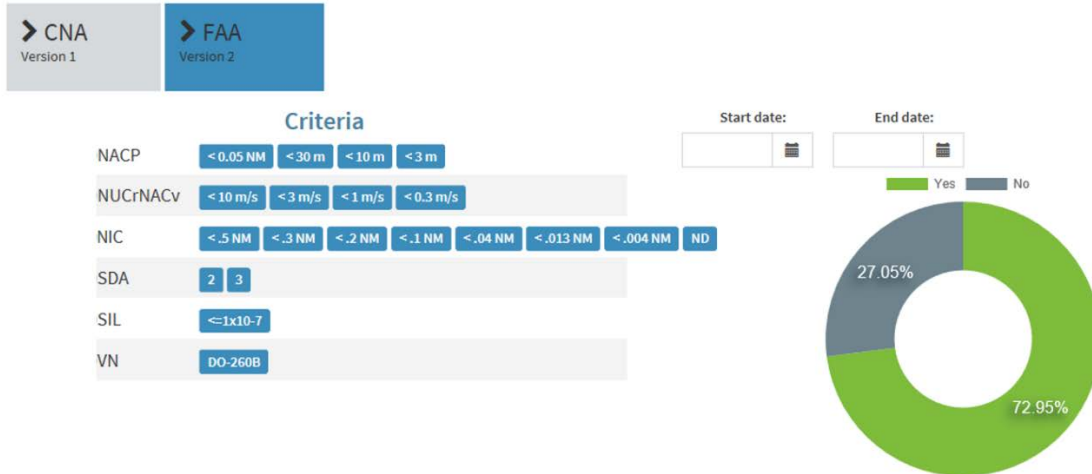 CNA
Version 1
FAA
Version 2
Criteria
NACP < 0.05 NM < 30 m < 10 m < 3 m
NUCrNACv < 10 m/s < 3 m/s < 1 m/s < 0.3 m/s
NIC < .5 NM < .3 NM < .2 NM < .1 NM < .04 NM < .013 NM < .004 NM ND
SDA 2 3
SIL <=1x10-7
VN DO-260B
Start date: End date:
Yes No
27.05%
72.95%